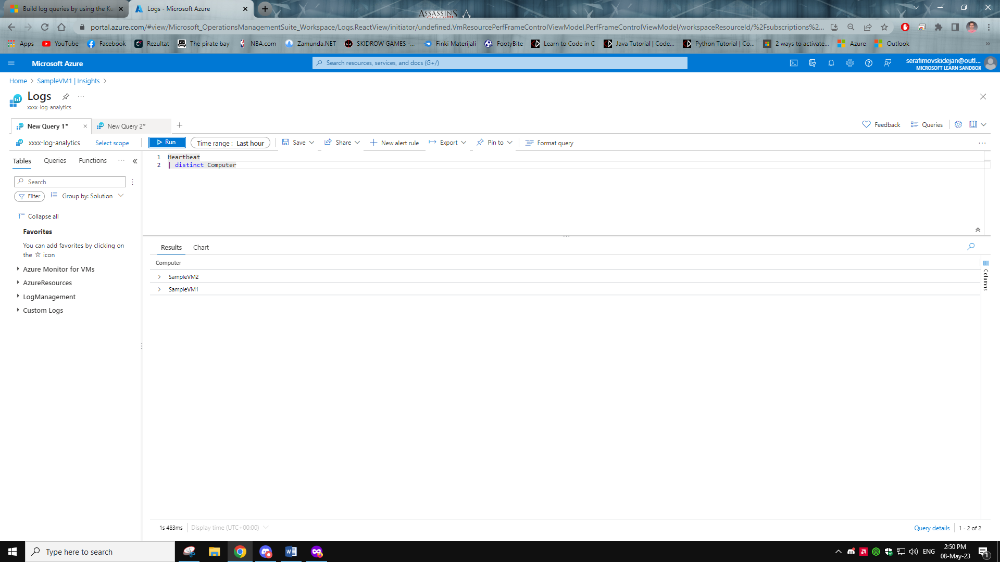 Build log queries by using the Ku
Logs - Microsoft Azure
ASSASSINS
portal.azure.com/#view/Microsoft_OperationsManagementSuite_Workspace/Logs.ReactView/initiator/undefined.VmResourcePerfFrameControlViewModel.PerfFrameControlViewModel/workspaceResourceId/%2Fsubscriptions%2...
Apps YouTube Facebook Rezultat The pirate bay NBA.com Zamunda.NET SKIDROW GAMES -... Finki Materijali FootyBite Learn to Code in C Java Tutorial | Code... Python Tutorial | Co... 2 ways to activate... Azure Outlook
Microsoft Azure
Search resources, services, and docs (G+/)
serafimovskidejan@outl...
MICROSOFT LEARN SANDBOX
Home > SampleVM1 | Insights >
Logs
xxxx-log-analytics
New Query 1*
New Query 2*
Feedback
Queries
xxxx-log-analytics
Select scope
Run
Time range : Last hour
Save
Share
New alert rule
Export
Pin to
Format query
Tables Queries Functions
1 Heartbeat
2 | distinct Computer
Search
Filter
Group by: Solution
Collapse all
Favorites
You can add favorites by clicking on
the ☆ icon
Azure Monitor for VMs
AzureResources
LogManagement
Custom Logs
Results Chart
Computer
SampleVM2
SampleVM1
Columns
1s 483ms
Display time (UTC+00:00)
Query details
1 - 2 of 2
Type here to search
ENG
2:50 PM
08-May-23
1